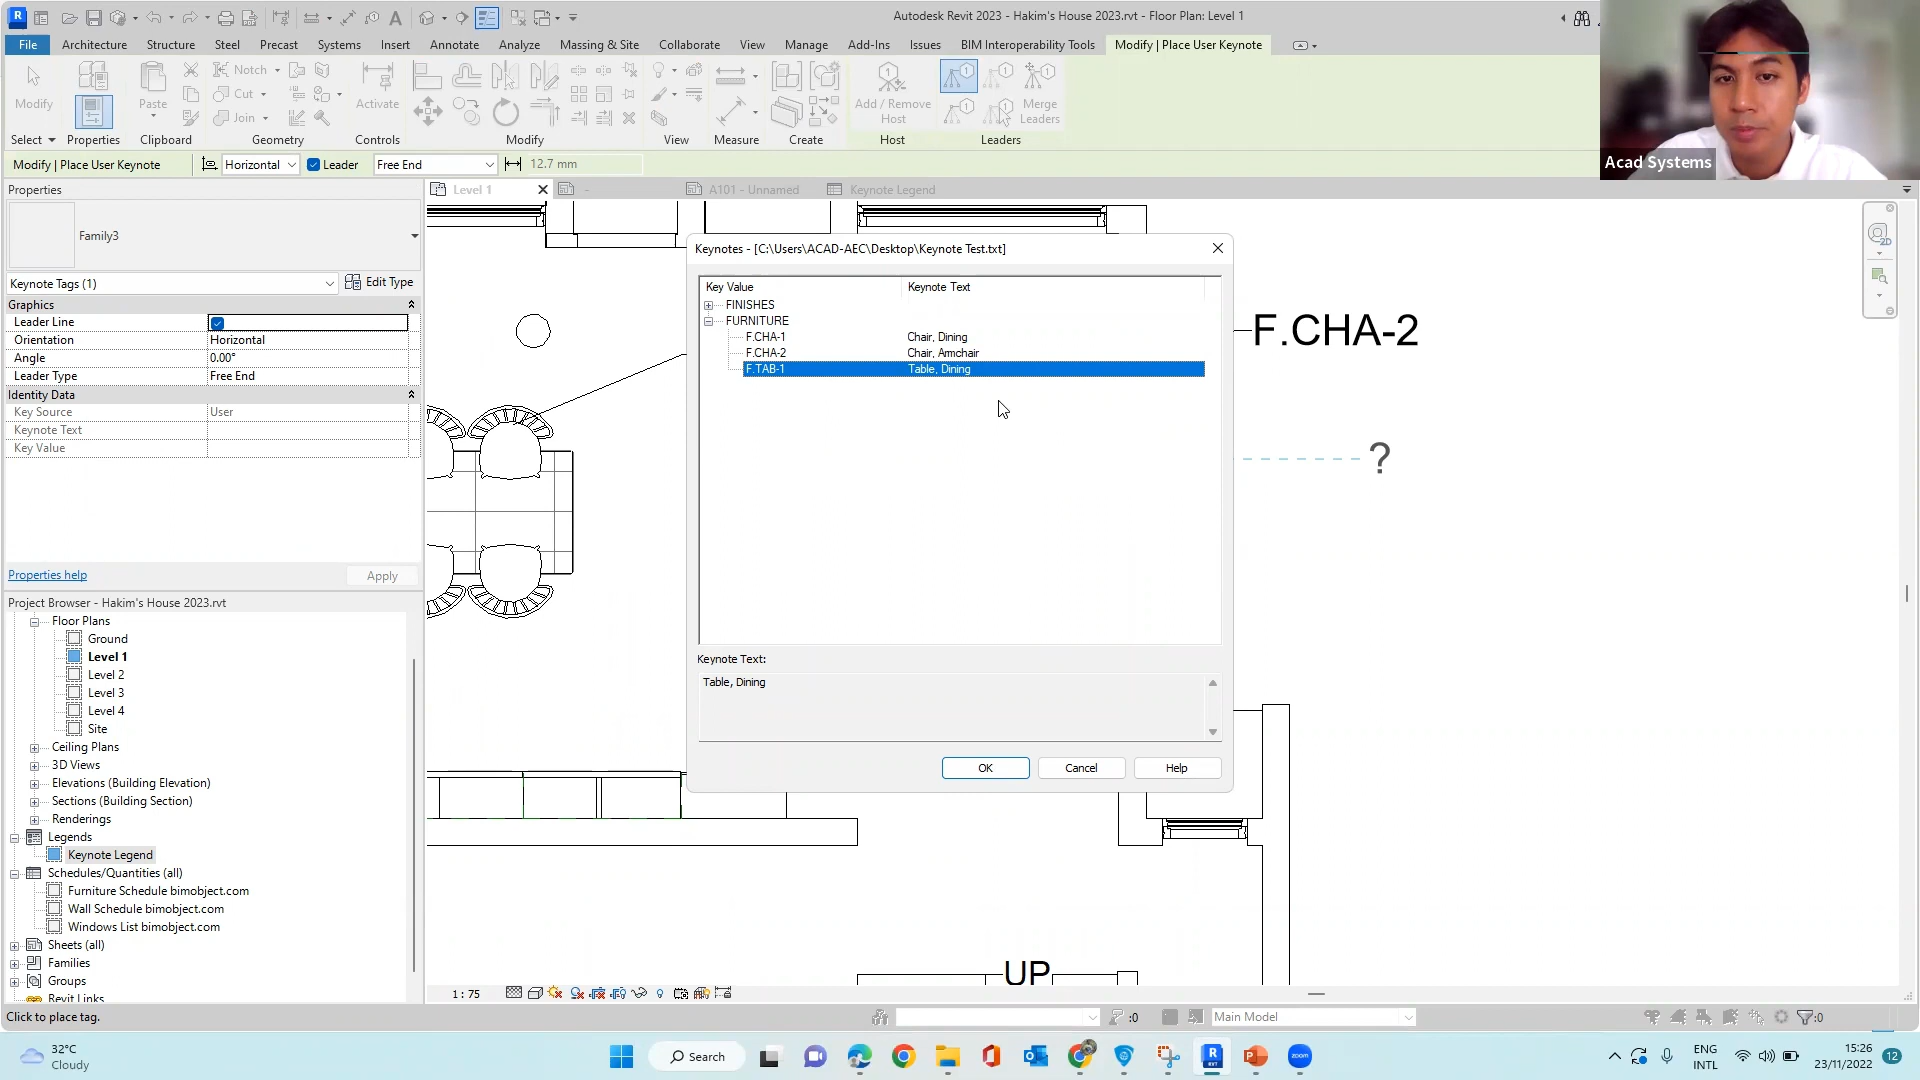 Autodesk Revit 2023 - Hakim's House 2023.rvt - Floor Plan: Level 1
File Architecture Structure Steel Precast Systems Insert Annotate Analyze Massing & Site Collaborate View Manage Add-Ins Issues BIM Interoperability Tools Modify | Place User Keynote
Modify
Paste
Notch
Cut
Join
Activate
Add / Remove
Host
Merge
Leaders
Select Properties Clipboard Geometry Controls Modify View Measure Create Host Leaders
Modify | Place User Keynote Horizontal Leader Free End 12.7 mm
Acad Systems
Properties
Level 1 - A101 - Unnamed Keynote Legend
Family3
Keynote Tags (1) Edit Type
Graphics
Leader Line
Orientation Horizontal
Angle 0.00°
Leader Type Free End
Identity Data
Key Source User
Keynote Text
Key Value
Properties help Apply
Project Browser - Hakim's House 2023.rvt
Floor Plans
Ground
Level 1
Level 2
Level 3
Level 4
Site
Ceiling Plans
3D Views
Elevations (Building Elevation)
Sections (Building Section)
Renderings
Legends
Keynote Legend
Schedules/Quantities (all)
Furniture Schedule bimobject.com
Wall Schedule bimobject.com
Windows List bimobject.com
Sheets (all)
Families
Groups
Revit Links
Keynotes - [C:\Users\ACAD-AEC\Desktop\Keynote Test.txt]
Key Value Keynote Text
FINISHES
FURNITURE
F.CHA-1 Chair, Dining
F.CHA-2 Chair, Armchair
F.TAB-1 Table, Dining
Keynote Text:
Table, Dining
OK Cancel Help
F.CHA-2
?
UP
2D
1 : 75
Click to place tag. :0 Main Model :0
32°C
Cloudy
Search
zoom
ENG
INTL
15:26
23/11/2022
12